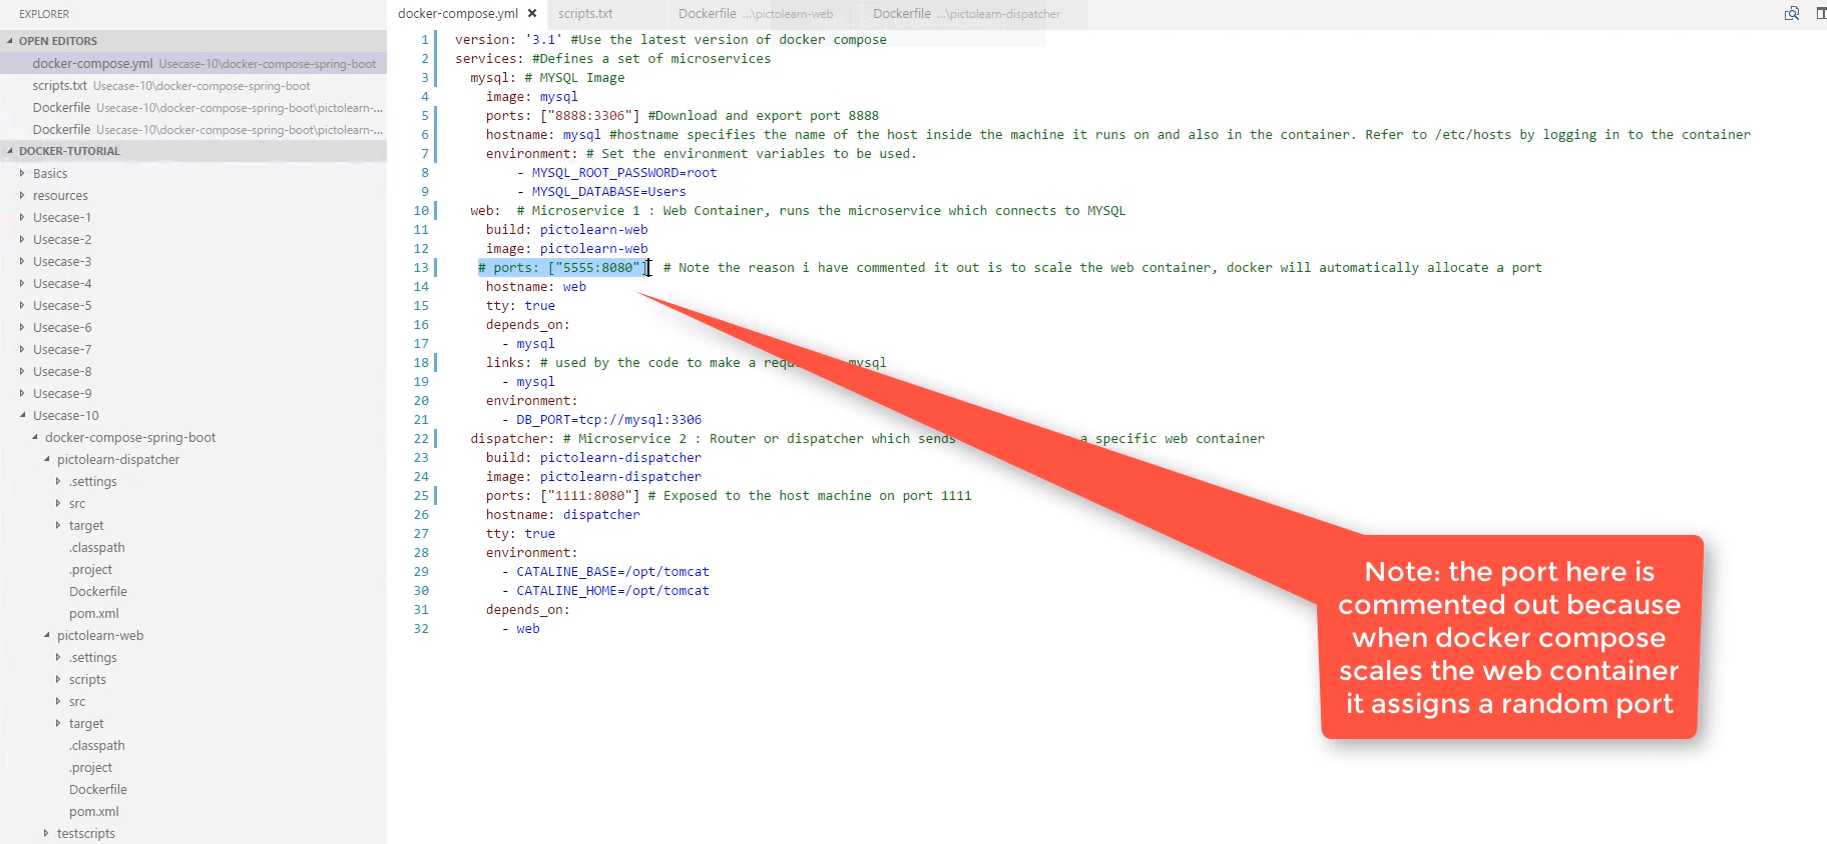 EXPLORER
OPEN EDITORS
docker-compose.yml Usecase-10\docker-compose-spring-boot
scripts.txt Usecase-10\docker-compose-spring-boot
Dockerfile Usecase-10\docker-compose-spring-boot\pictolearn-...
Dockerfile Usecase-10\docker-compose-spring-boot\pictolearn-...
DOCKER-TUTORIAL
Basics
resources
Usecase-1
Usecase-2
Usecase-3
Usecase-4
Usecase-5
Usecase-6
Usecase-7
Usecase-8
Usecase-9
Usecase-10
docker-compose-spring-boot
pictolearn-dispatcher
.settings
src
target
.classpath
.project
Dockerfile
pom.xml
pictolearn-web
.settings
scripts
src
target
.classpath
.project
Dockerfile
pom.xml
testscripts
docker-compose.yml × scripts.txt Dockerfile ...\pictolearn-web Dockerfile ...\pictolearn-dispatcher
1 version: '3.1' #Use the latest version of docker compose
2 services: #Defines a set of microservices
3 mysql: # MYSQL Image
4 image: mysql
5 ports: ["8888:3306"] #Download and export port 8888
6 hostname: mysql #hostname specifies the name of the host inside the machine it runs on and also in the container. Refer to /etc/hosts by logging in to the container
7 environment: # Set the environment variables to be used.
8 - MYSQL_ROOT_PASSWORD=root
9 - MYSQL_DATABASE=Users
10 web: # Microservice 1 : Web Container, runs the microservice which connects to MYSQL
11 build: pictolearn-web
12 image: pictolearn-web
13 # ports: ["5555:8080"] # Note the reason i have commented it out is to scale the web container, docker will automatically allocate a port
14 hostname: web
15 tty: true
16 depends_on:
17 - mysql
18 links: # used by the code to make a requ mysql
19 - mysql
20 environment:
21 - DB_PORT=tcp://mysql:3306
22 dispatcher: # Microservice 2 : Router or dispatcher which sends a specific web container
23 build: pictolearn-dispatcher
24 image: pictolearn-dispatcher
25 ports: ["1111:8080"] # Exposed to the host machine on port 1111
26 hostname: dispatcher
27 tty: true
28 environment:
29 - CATALINE_BASE=/opt/tomcat
30 - CATALINE_HOME=/opt/tomcat
31 depends_on:
32 - web
Note: the port here is
commented out because
when docker compose
scales the web container
it assigns a random port